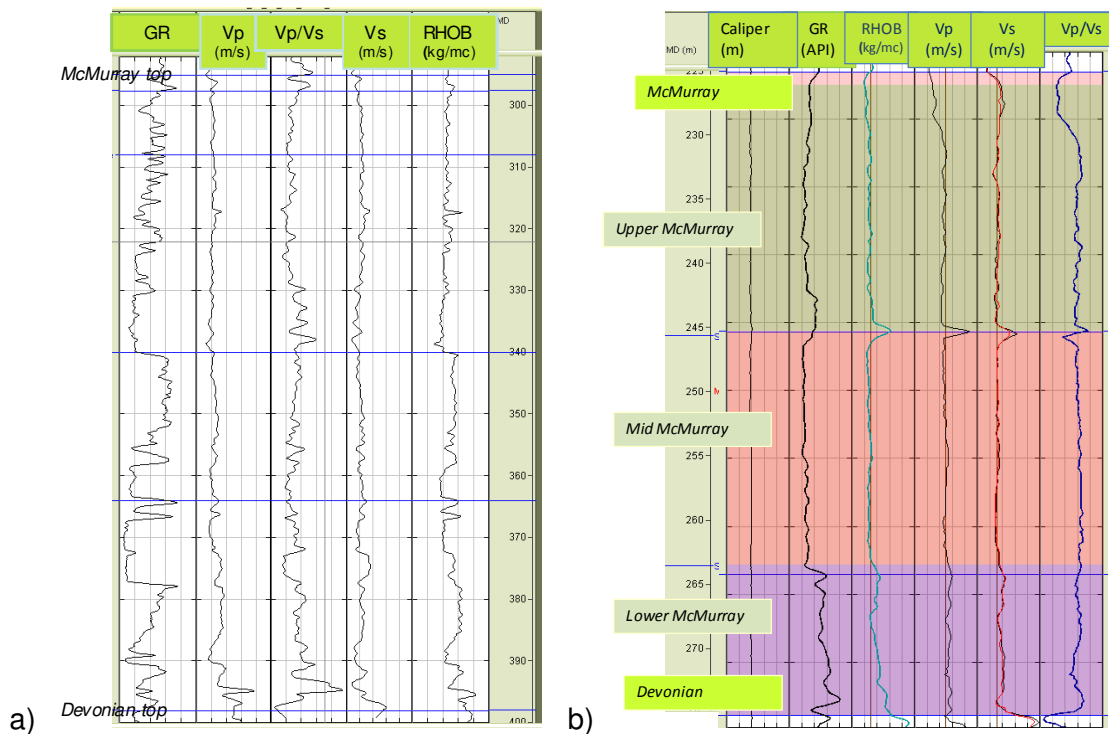 GR
Vp
(m/s)
Vp/Vs
Vs
(m/s)
RHOB
(kg/mc)
MD
McMurray top
300
310
320
330
340
350
360
370
380
390
400
Devonian top
a)
Caliper
(m)
GR
(API)
RHOB
(kg/mc)
Vp
(m/s)
Vs
(m/s)
Vp/Vs
MD (m)
225
McMurray
230
235
Upper McMurray
240
245
S
250
Mid McMurray
255
260
S
265
Lower McMurray
270
Devonian
b)